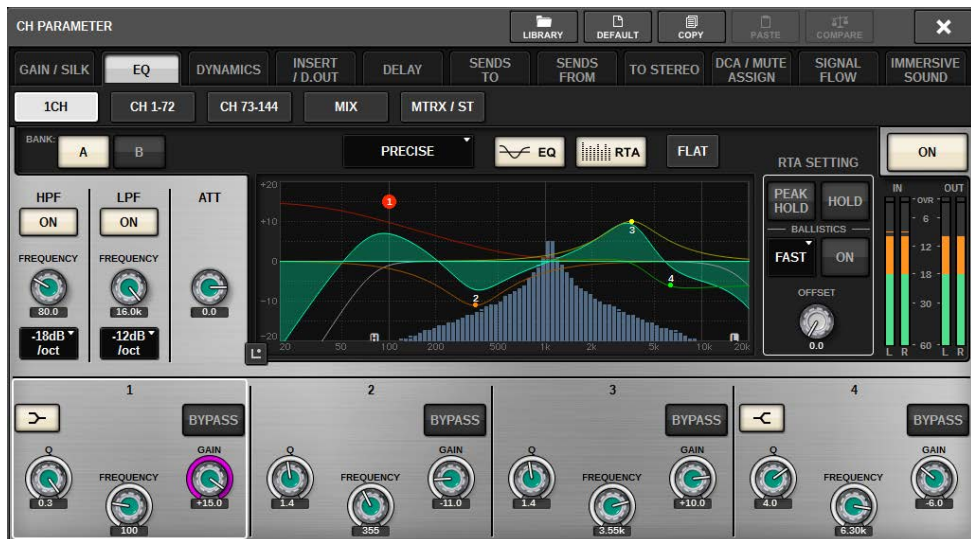 CH PARAMETER
LIBRARY
DEFAULT
COPY
PASTE
COMPARE
GAIN / SILK
EQ
DYNAMICS
INSERT
/ D.OUT
DELAY
SENDS
TO
SENDS
FROM
TO STEREO
DCA / MUTE
ASSIGN
SIGNAL
FLOW
IMMERSIVE
SOUND
1CH
CH 1-72
CH 73-144
MIX
MTRX / ST
BANK:
A
B
PRECISE
EQ
RTA
FLAT
RTA SETTING
ON
HPF
ON
FREQUENCY
80.0
-18dB
/oct
LPF
ON
FREQUENCY
16.0k
-12dB
/oct
ATT
0.0
+20
+10
0
-10
-20
1
2
3
4
H
L
20
50
100
200
500
1k
2k
5k
10k
20k
PEAK
HOLD
HOLD
BALLISTICS
FAST
ON
OFFSET
0.0
IN
OUT
OVR
6
12
18
30
60
L R
L R
1
BYPASS
Q
0.3
FREQUENCY
100
GAIN
+15.0
2
BYPASS
Q
1.4
FREQUENCY
355
GAIN
-11.0
3
BYPASS
Q
1.4
FREQUENCY
3.55k
GAIN
+10.0
4
BYPASS
Q
4.0
FREQUENCY
6.30k
GAIN
-6.0